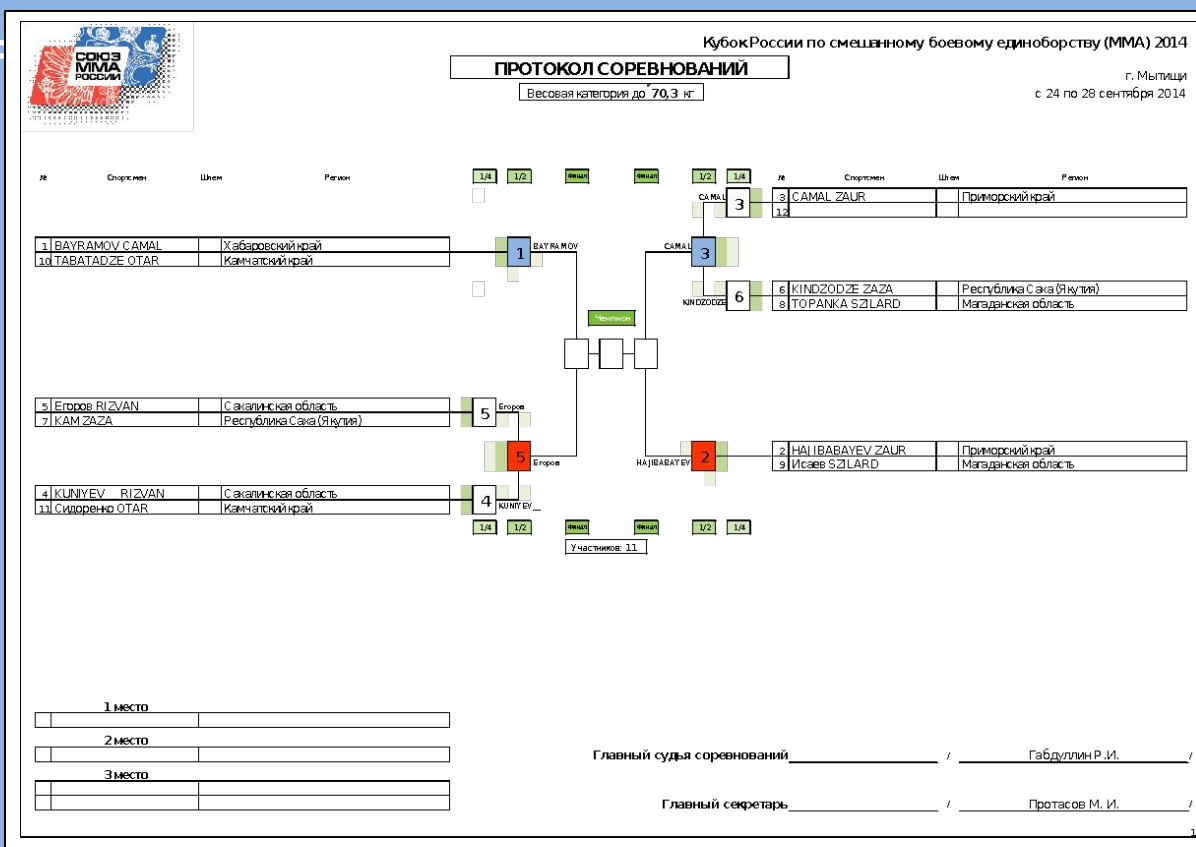 СОЮЗ
MMA
РОССИИ
Кубок России по смешанному боевому единоборству (ММА) 2014
ПРОТОКОЛ СОРЕВНОВАНИЙ
Весовая категория до 70,3 кг
г. Мытищи
с 24 по 28 сентября 2014
№ Спортсмен Шлем Регион 1/4 1/2 Финал Финал 1/2 1/4 № Спортсмен Шлем Регион
CAMAL 3 3 CAMAL ZAUR Приморский край
12
1 BAYRAMOV CAMAL Хабаровский край 1 BAYRAMOV CAMAL 3
10 TABATADZE OTAR Камчатский край
6 6 KINDZODZE ZAZA Республика Саха (Якутия)
KINDZODZE 8 TOPANKA SZILARD Магаданская область
Чемпион
5 Егоров RIZVAN Сахалинская область 5 Егоров
7 KAM ZAZA Республика Саха (Якутия)
5 Егоров HAJIBABAYEV 2 2 HAJIBABAYEV ZAUR Приморский край
9 Исаев SZILARD Магаданская область
4 KUNIYEV RIZVAN Сахалинская область 4 KUNIYEV__
11 Сидоренко OTAR Камчатский край
1/4 1/2 Финал Финал 1/2 1/4
Участников: 11
1 место
2 место
3 место
Главный судья соревнований / Габдуллин Р.И. /
Главный секретарь / Протасов М. И. /
1